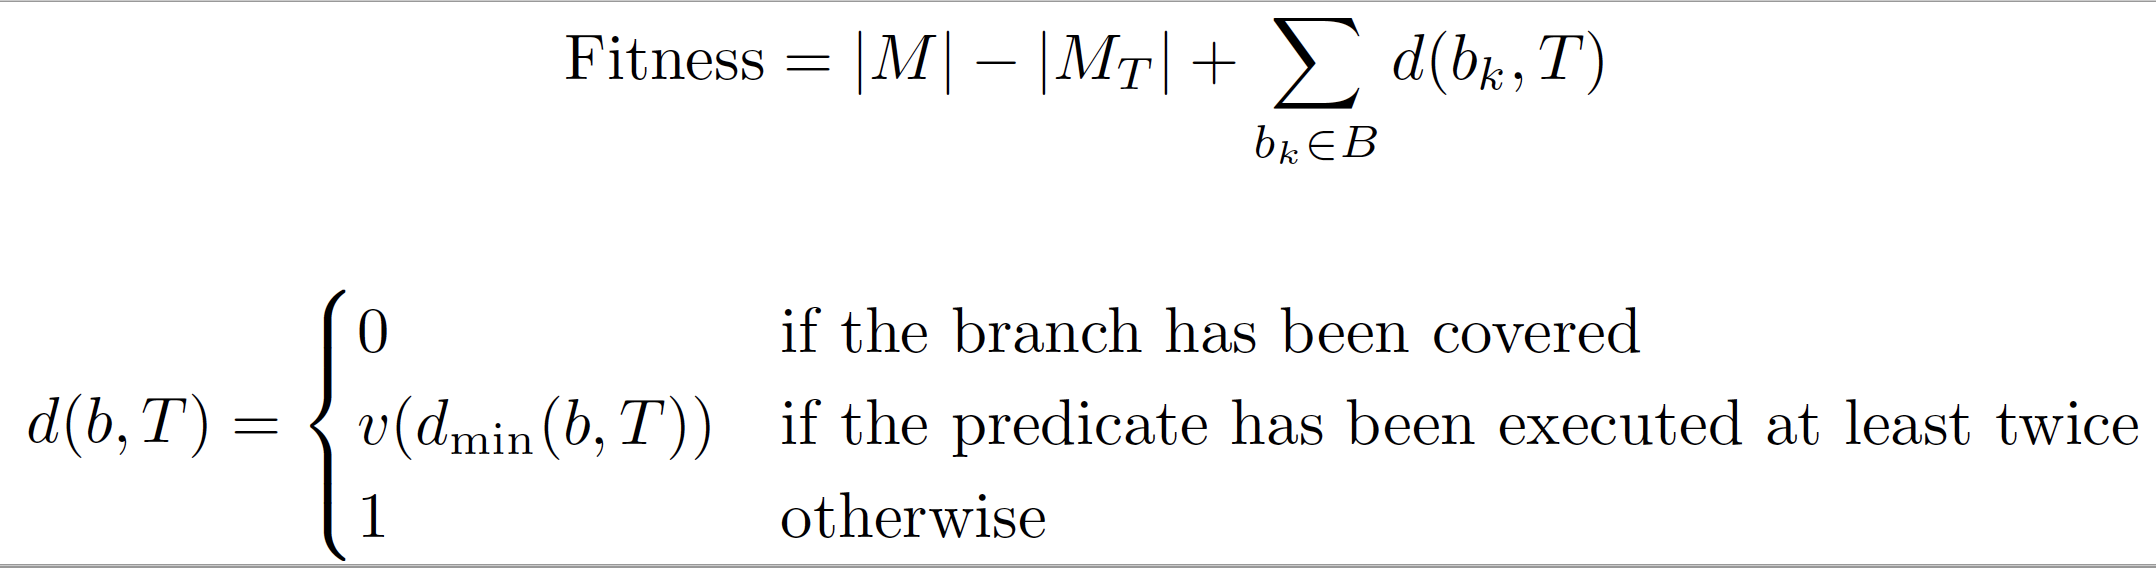 Fitness = |M| − |M_T| + ∑_{b_k∈B} d(b_k, T)
d(b, T) = { 0 if the branch has been covered
v(d_min(b, T)) if the predicate has been executed at least twice
1 otherwise